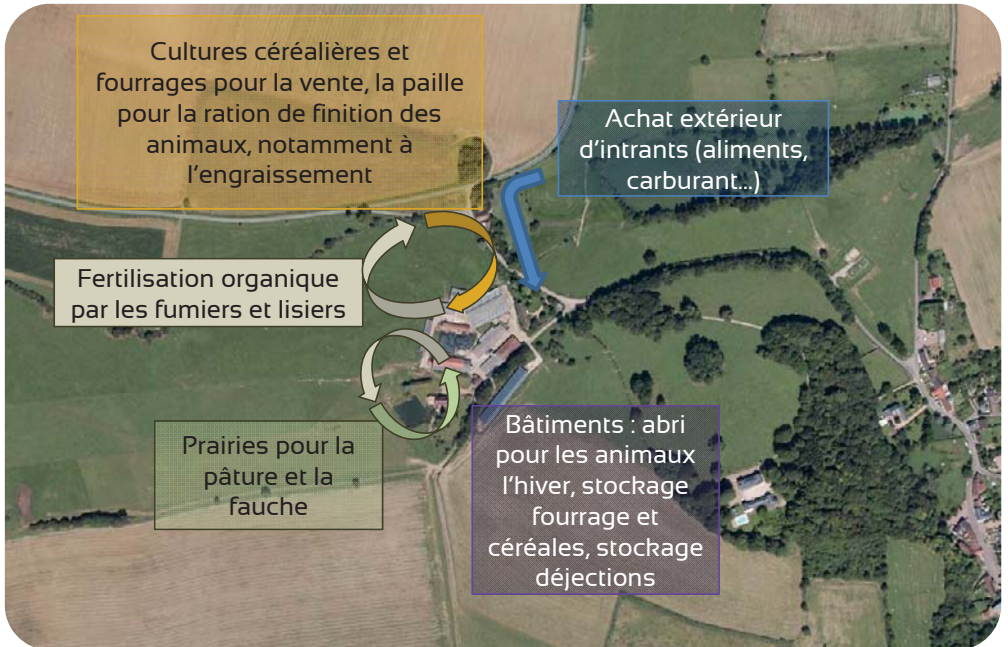 Cultures céréalières et
fourrages pour la vente, la paille
pour la ration de finition des
animaux, notamment à
l'engraissement
Achat extérieur
d'intrants (aliments,
carburant...)
Fertilisation organique
par les fumiers et lisiers
Prairies pour la
pâture et la
fauche
Bâtiments : abri
pour les animaux
l'hiver, stockage
fourrage et
céréales, stockage
déjections